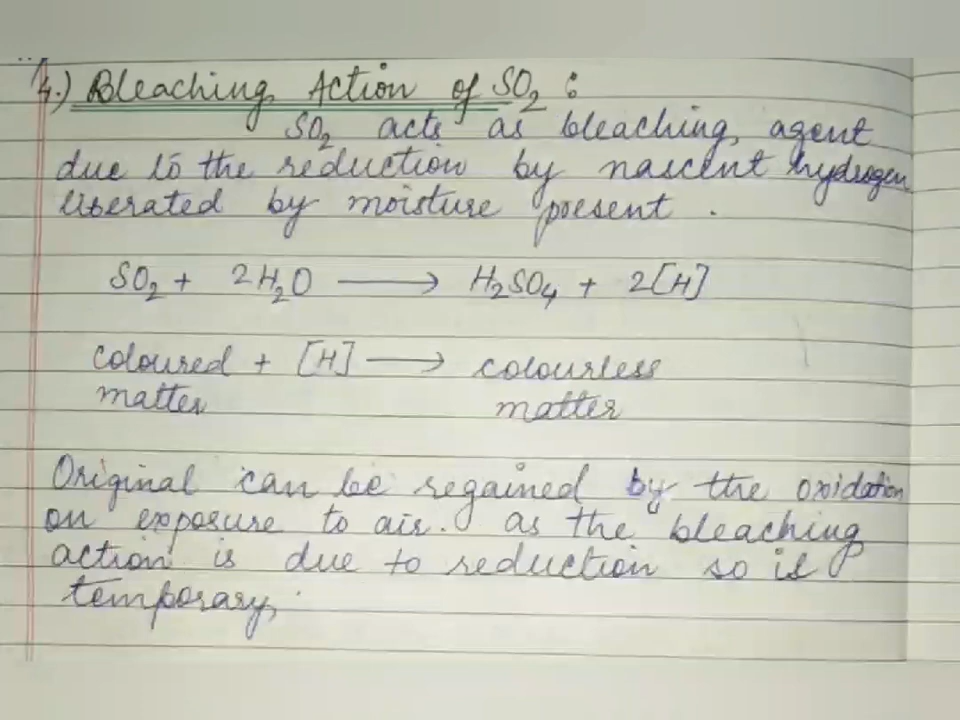 4.) Bleaching Action of SO2 :
SO2 acts as bleaching agent
due to the reduction by nascent hydrogen
liberated by moisture present .
SO2 + 2H2O → H2SO4 + 2[H]
coloured + [H] → colourless
matter matter
Original can be regained by the oxidation
on exposure to air. as the bleaching
action is due to reduction so it
temporary.